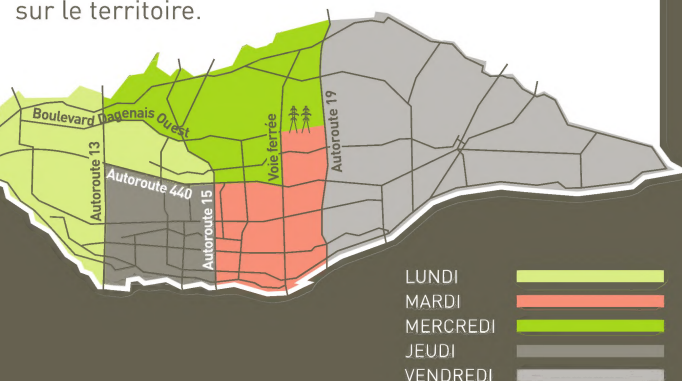 sur le territoire.
Boulevard Dagenais Ouest
Autoroute 13
Autoroute 440
Autoroute 15
Voie ferrée
Autoroute 19
LUNDI
MARDI
MERCREDI
JEUDI
VENDREDI